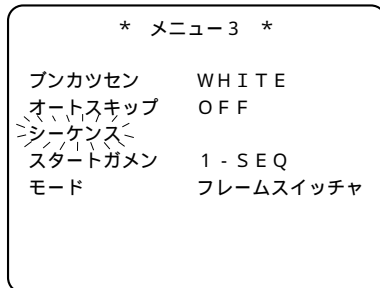 * メニュー3 *
ブンカツセン WHITE
オートスキップ OFF
シーケンス
スタートガメン 1-SEQ
モード フレームスイッチャ